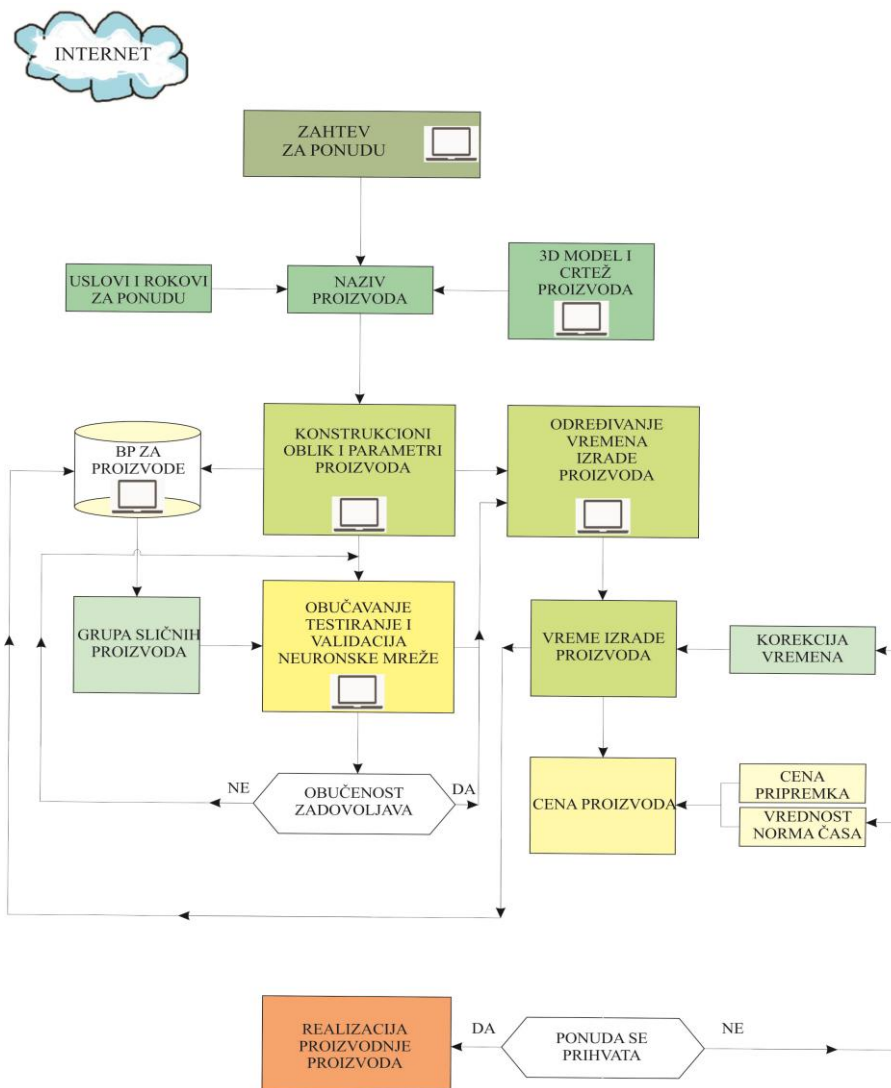 INTERNET
ZAHTEV
ZA PONUDU
USLOVI I ROKOVI
ZA PONUDU
NAZIV
PROIZVODA
3D MODEL I
CRTEŽ
PROIZVODA
BP ZA
PROIZVODE
KONSTRUKCIONI
OBLIK I PARAMETRI
PROIZVODA
ODREĐIVANJE
VREMENA
IZRADE
PROIZVODA
GRUPA SLIČNIH
PROIZVODA
OBUČAVANJE
TESTIRANJE I
VALIDACIJA
NEURONSKE MREŽE
VREME IZRADE
PROIZVODA
KOREKCIJA
VREMENA
NE
OBUČENOST
ZADOVOLJAVA
DA
CENA PROIZVODA
CENA
PRIPREMKA
VREDNOST
NORMA ČASA
REALIZACIJA
PROIZVODNJE
PROIZVODA
DA
PONUDA SE
PRIHVATA
NE